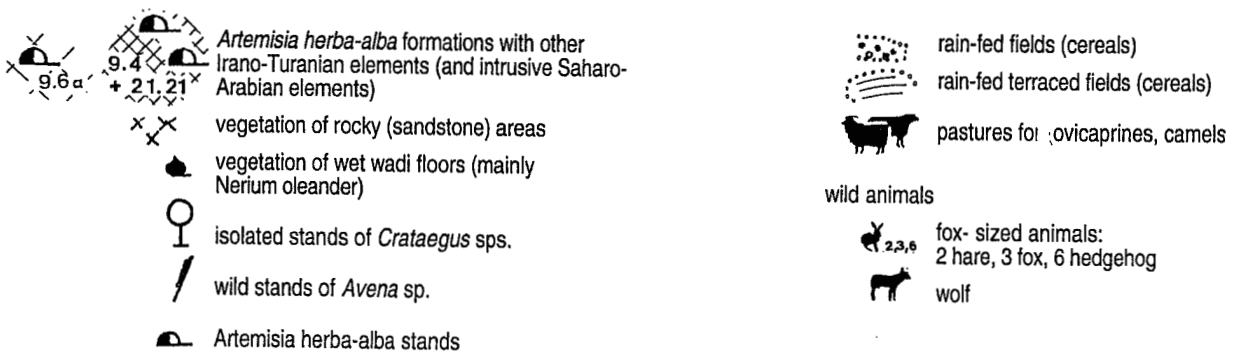 Artemisia herba-alba formations with other
Irano-Turanian elements (and intrusive Saharo-
Arabian elements)
9.6a
9.4
+ 21.21
vegetation of rocky (sandstone) areas
vegetation of wet wadi floors (mainly
Nerium oleander)
isolated stands of Crataegus sps.
wild stands of Avena sp.
Artemisia herba-alba stands
rain-fed fields (cereals)
rain-fed terraced fields (cereals)
pastures for ovicaprines, camels
wild animals
2,3,6
fox- sized animals:
2 hare, 3 fox, 6 hedgehog
wolf